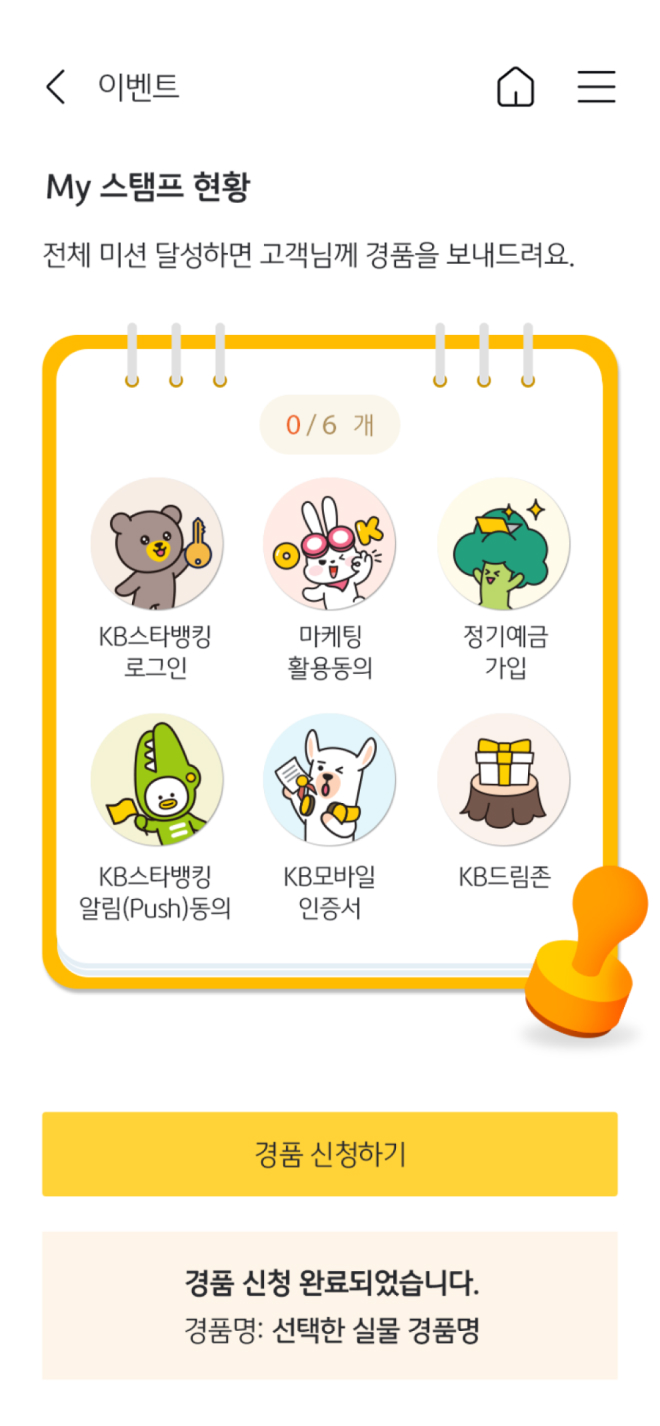 이벤트
My 스탬프 현황
전체 미션 달성하면 고객님께 경품을 보내드려요.
0/6 개
O K
KB스타뱅킹
로그인
마케팅
활용동의
정기예금
가입
KB스타뱅킹
알림(Push)동의
KB모바일
인증서
KB드림존
경품 신청하기
경품 신청 완료되었습니다.
경품명: 선택한 실물 경품명